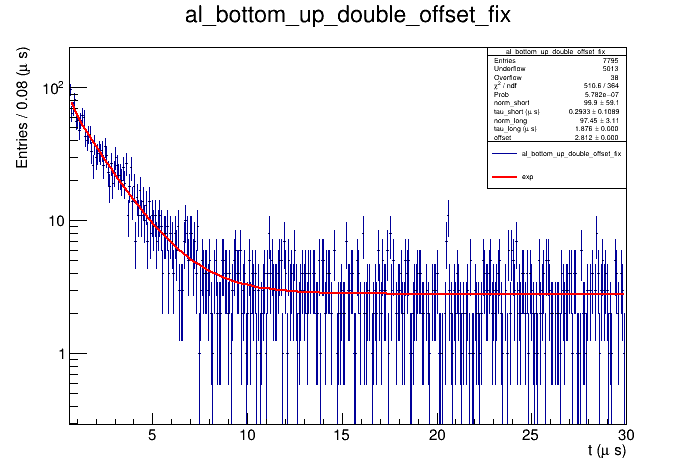 al_bottom_up_double_offset_fix
Entries / 0.08 (μ s)
al_bottom_up_double_offset_fix
Entries 7795
Underflow 5013
Overflow 38
χ² / ndf 510.6 / 364
Prob 5.782e-07
norm_short 99.9 ± 59.1
tau_short (μ s) 0.2933 ± 0.1089
norm_long 97.45 ± 3.11
tau_long (μ s) 1.876 ± 0.000
offset 2.812 ± 0.000
al_bottom_up_double_offset_fix
exp
10²
10
1
5 10 15 20 25 30
t (μ s)